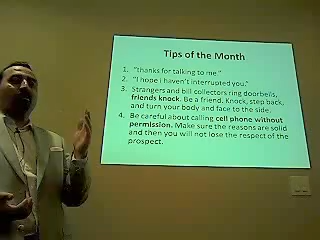 Tips of the Month
1. "thanks for talking to me."
2. "I hope i haven't interrupted you."
3. Strangers and bill collectors ring doorbells,
friends knock. Be a friend. Knock, step back,
and turn your body and face to the side.
4. Be careful about calling cell phone without
permission. Make sure the reasons are solid
and then you will not lose the respect of the
prospect.